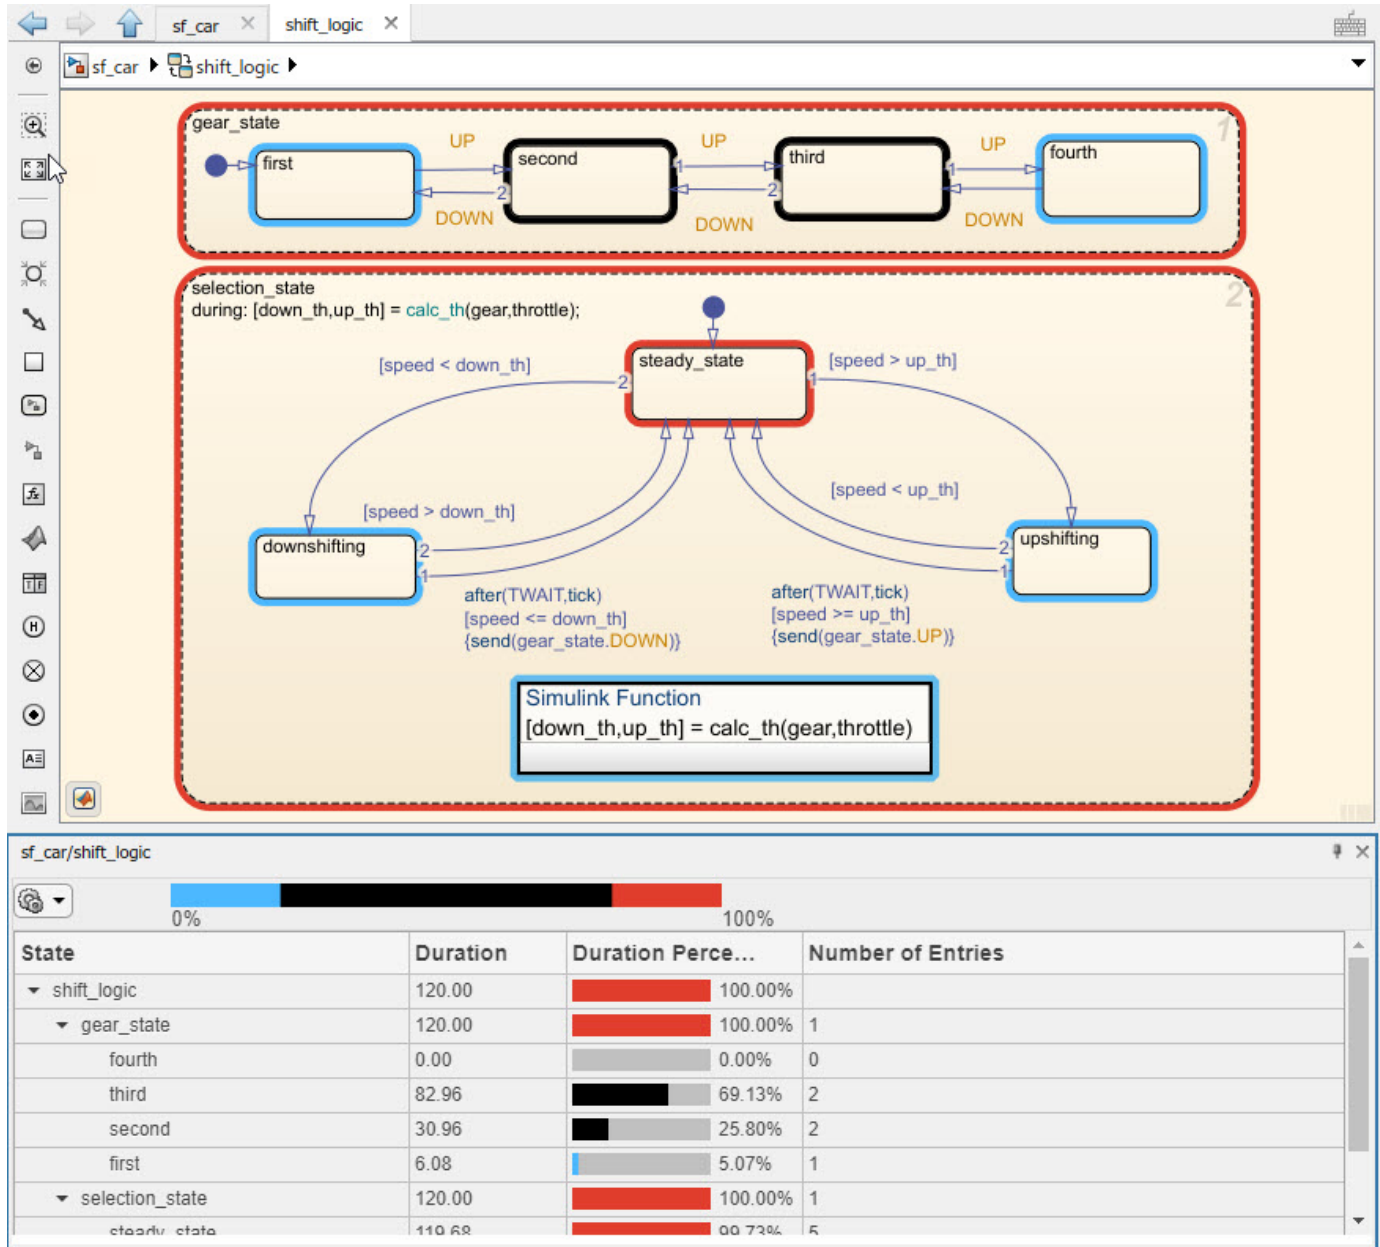 sf_car
shift_logic
sf_car
shift_logic
gear_state
1
UP
UP
UP
first
second
third
fourth
1
1
2
2
DOWN
DOWN
DOWN
selection_state
2
during: [down_th,up_th] = calc_th(gear,throttle);
steady_state
[speed < down_th]
[speed > up_th]
2
1
[speed > down_th]
[speed < up_th]
downshifting
upshifting
2
1
2
1
after(TWAIT,tick)
[speed <= down_th]
{send(gear_state.DOWN)}
after(TWAIT,tick)
[speed >= up_th]
{send(gear_state.UP)}
Simulink Function
[down_th,up_th] = calc_th(gear,throttle)
sf_car/shift_logic
0% 100%
State Duration Duration Perce... Number of Entries
shift_logic 120.00 100.00%
gear_state 120.00 100.00% 1
fourth 0.00 0.00% 0
third 82.96 69.13% 2
second 30.96 25.80% 2
first 6.08 5.07% 1
selection_state 120.00 100.00% 1
steady_state 119.68 99.73% 5